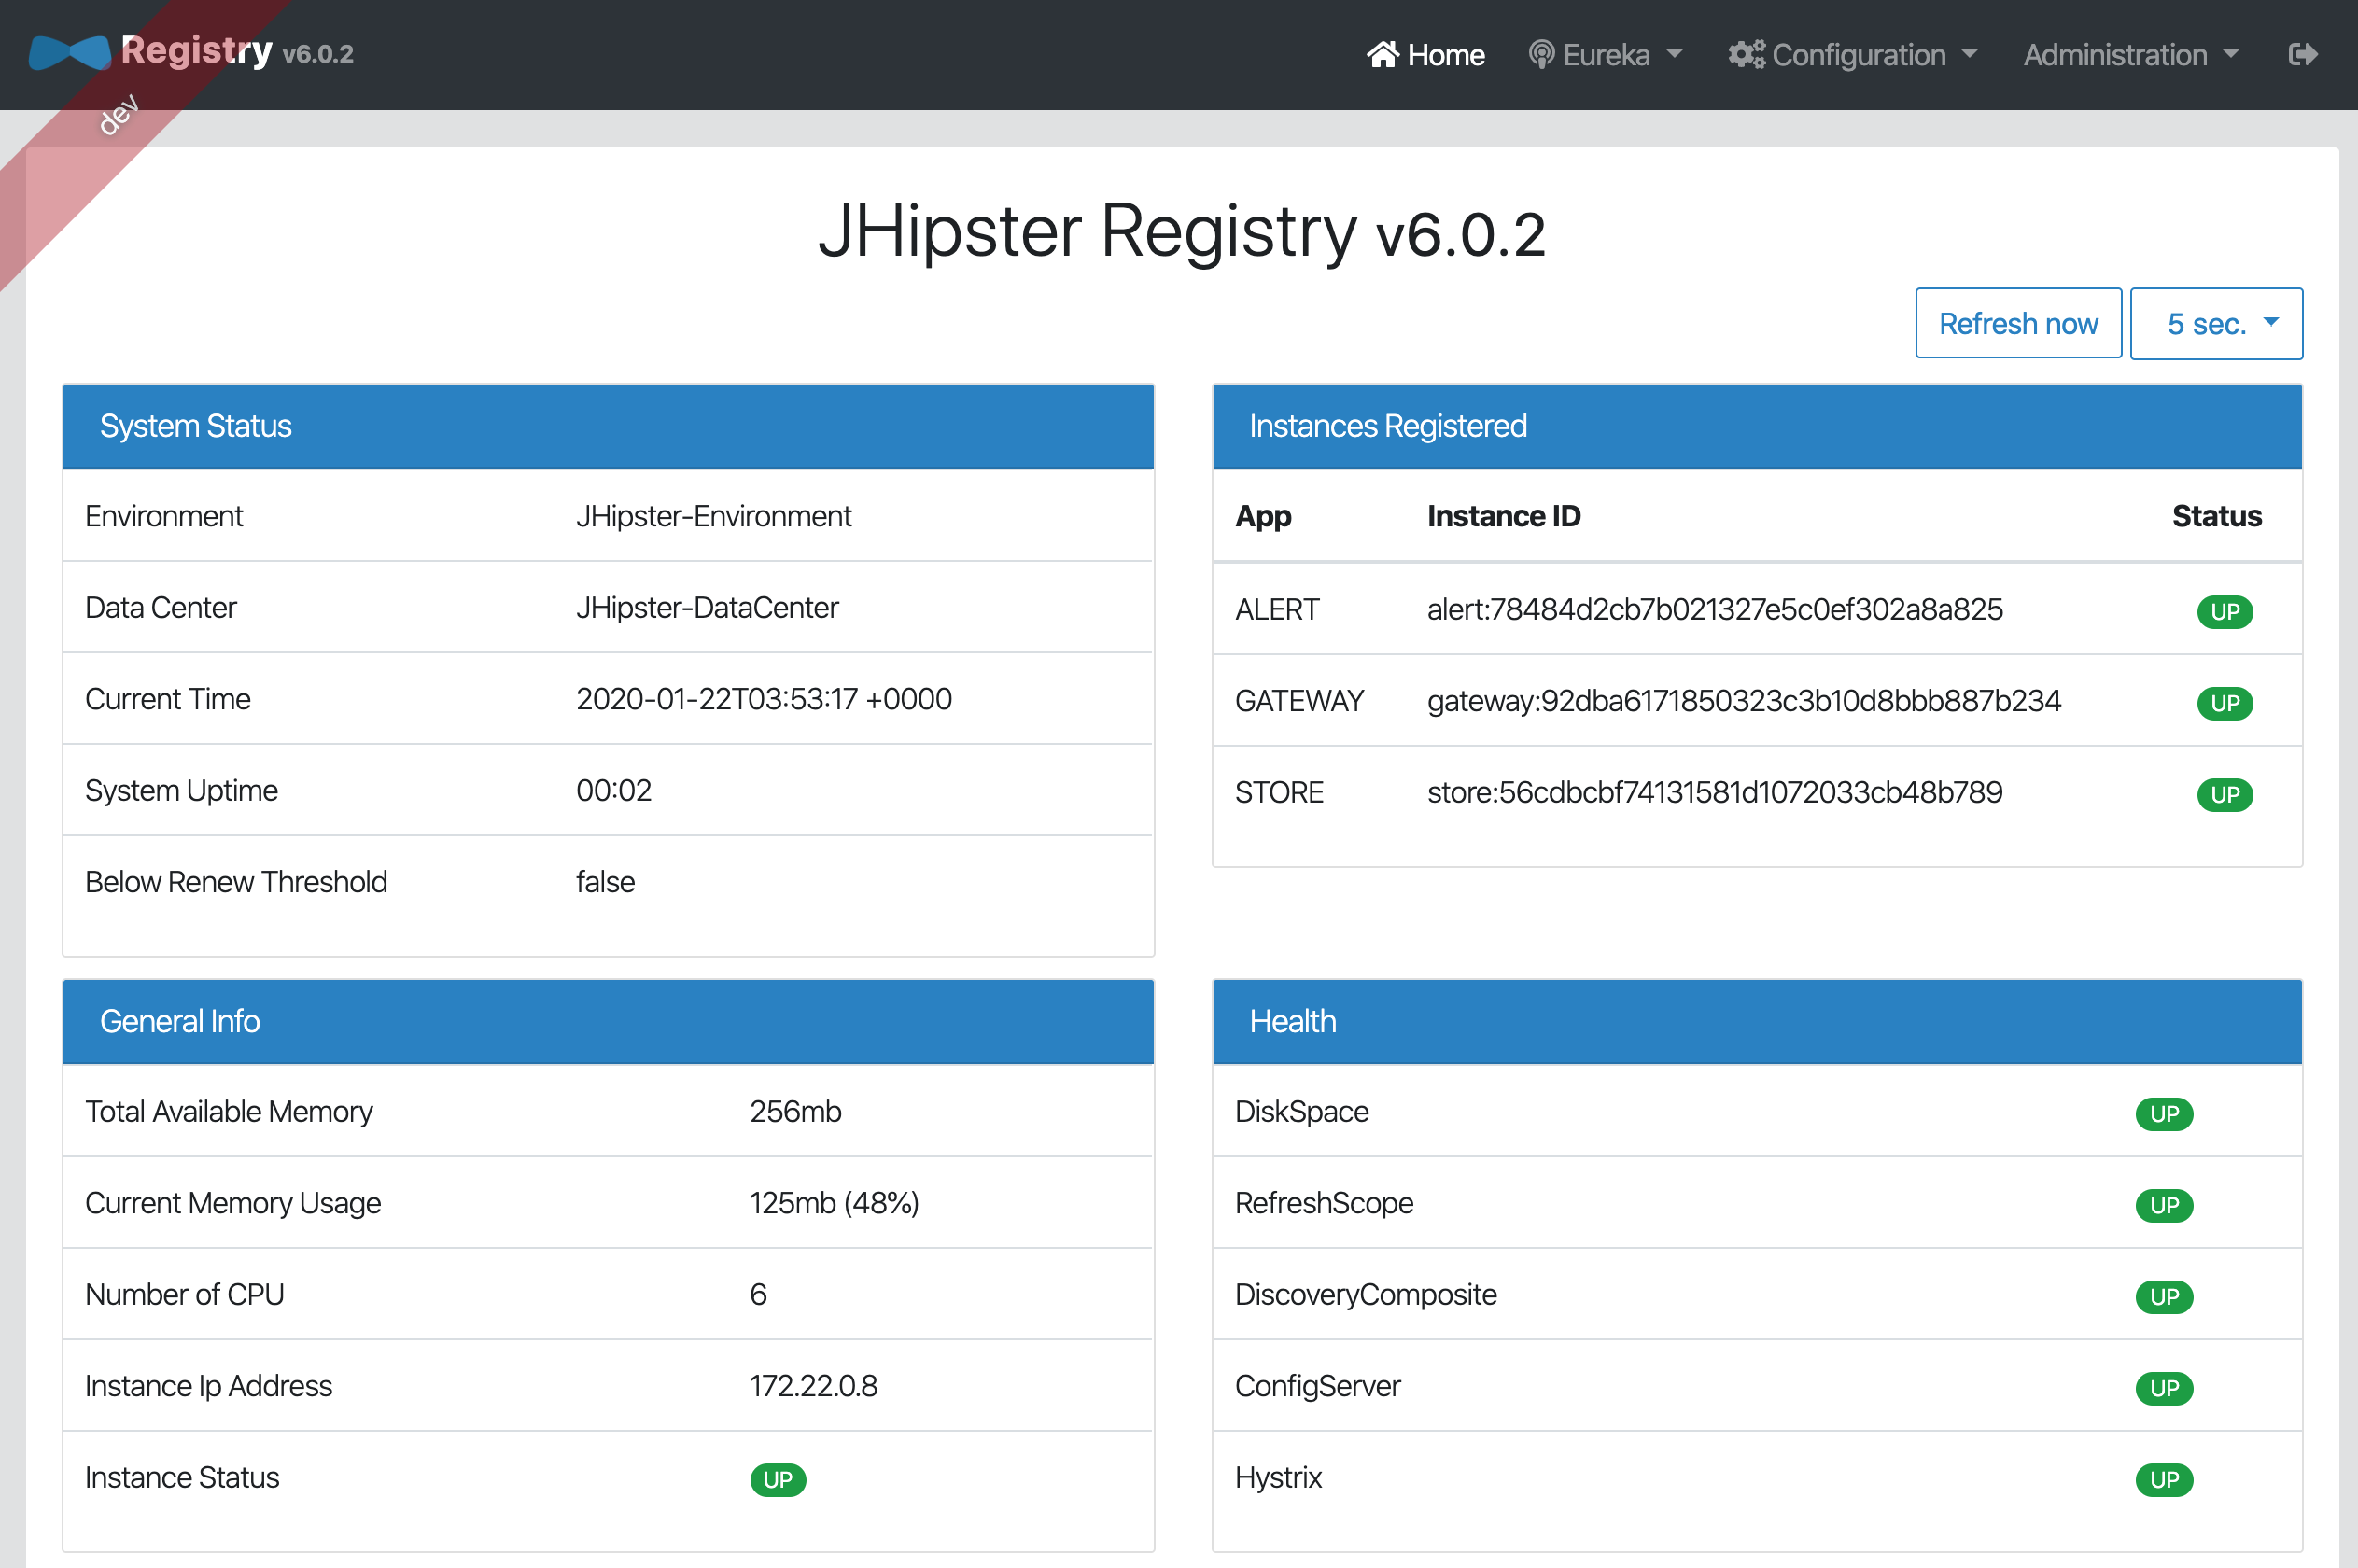 Registry v6.0.2
Home Eureka Configuration Administration
dev
JHipster Registry v6.0.2
Refresh now 5 sec.
System Status
Environment JHipster-Environment
Data Center JHipster-DataCenter
Current Time 2020-01-22T03:53:17 +0000
System Uptime 00:02
Below Renew Threshold false
Instances Registered
App Instance ID Status
ALERT alert:78484d2cb7b021327e5c0ef302a8a825 UP
GATEWAY gateway:92dba6171850323c3b10d8bbb887b234 UP
STORE store:56cdbcbf74131581d1072033cb48b789 UP
General Info
Total Available Memory 256mb
Current Memory Usage 125mb (48%)
Number of CPU 6
Instance Ip Address 172.22.0.8
Instance Status UP
Health
DiskSpace UP
RefreshScope UP
DiscoveryComposite UP
ConfigServer UP
Hystrix UP